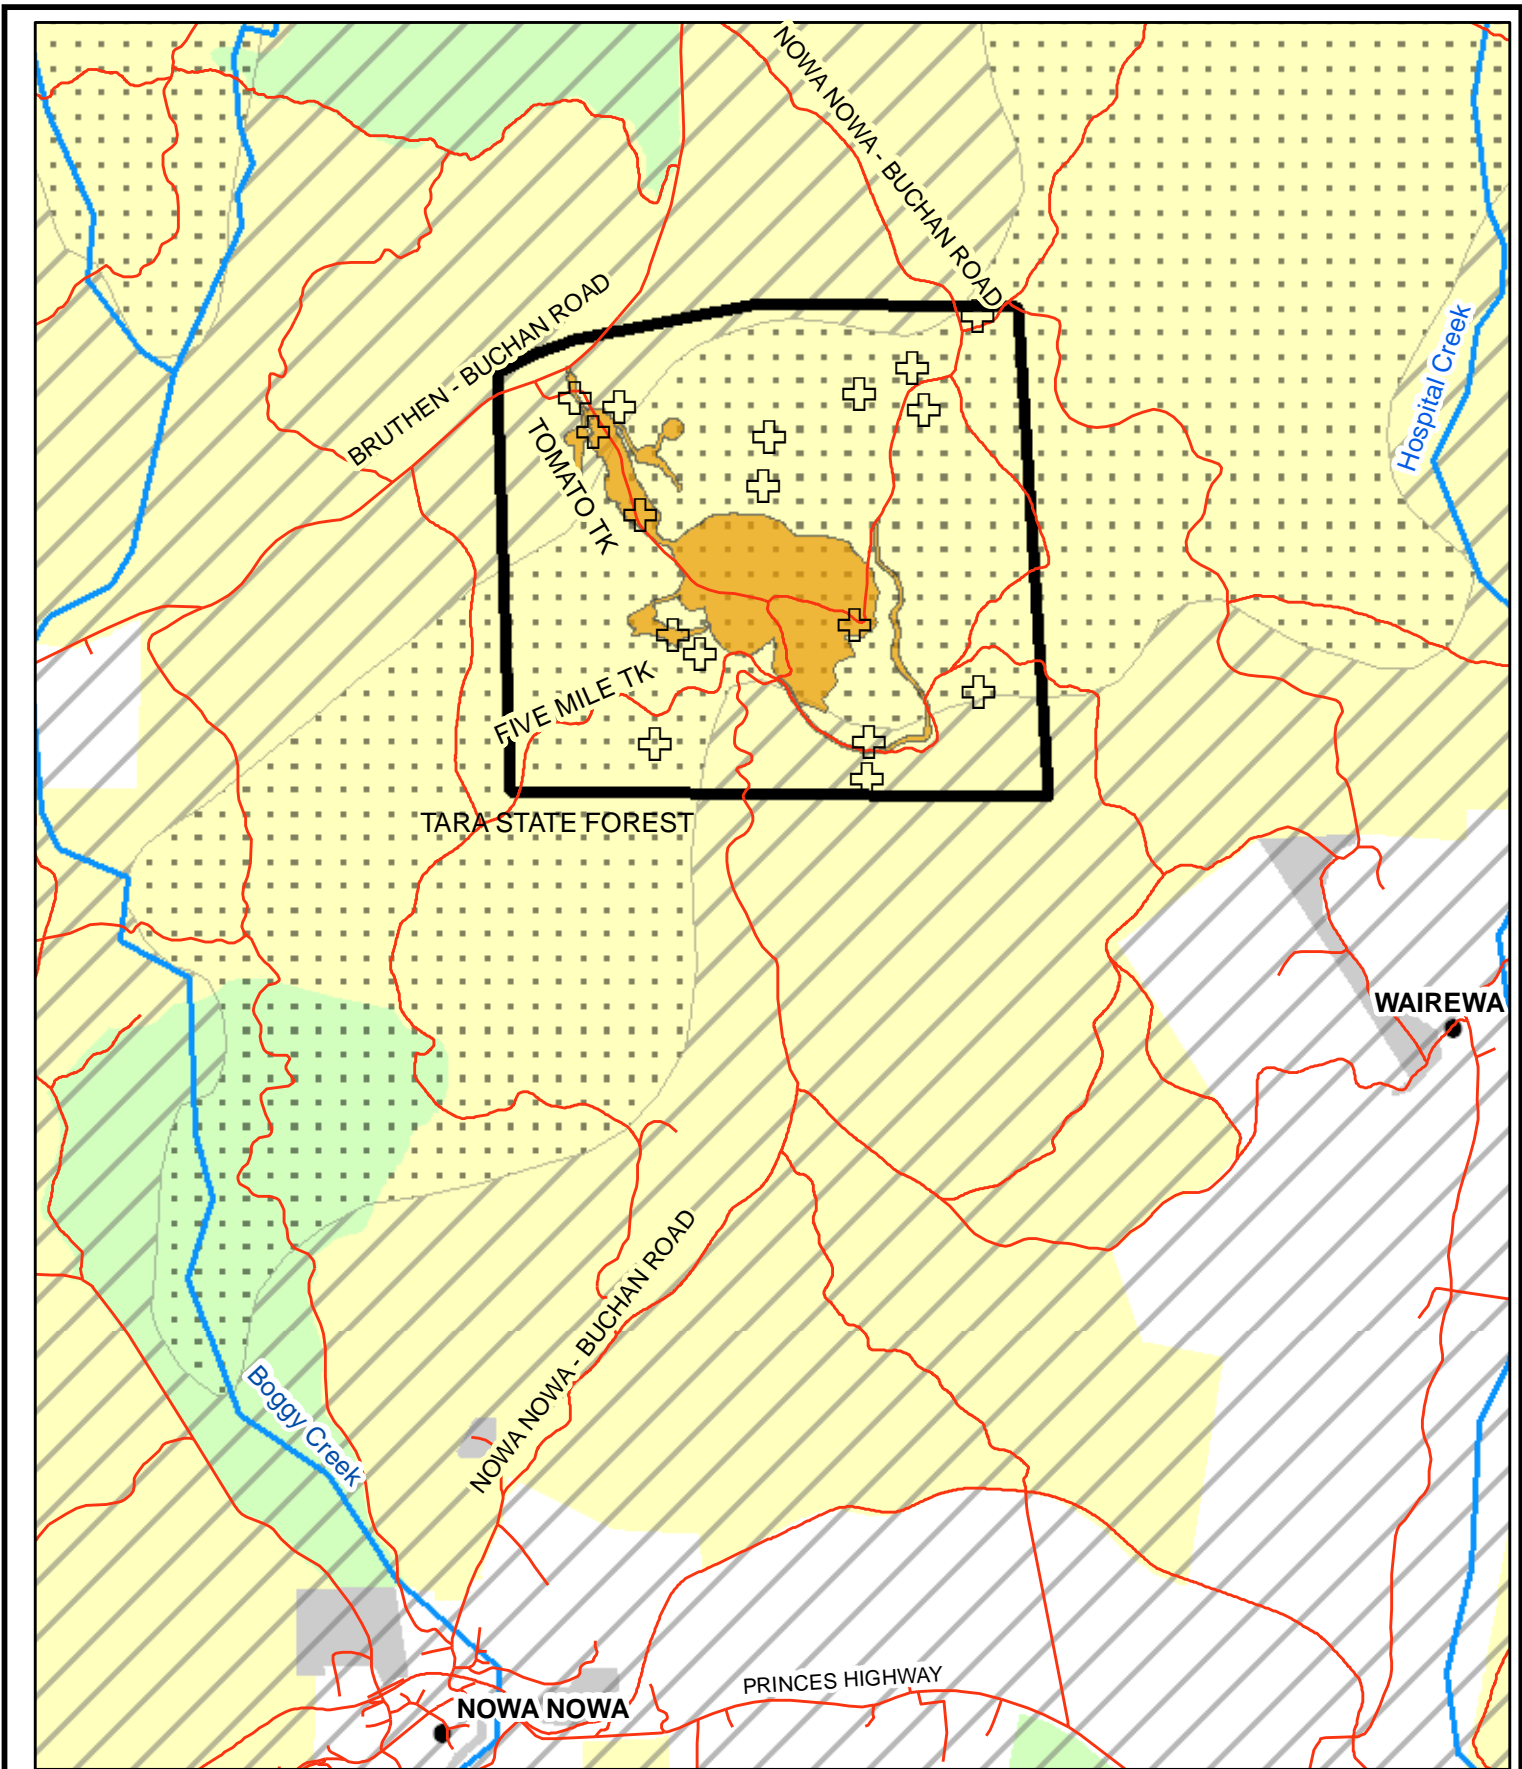 NOWA NOWA - BUCHAN ROAD
BRUTHEN - BUCHAN ROAD
Hospital Creek
TOMATO TK
FIVE MILE TK
TARA STATE FOREST
WAIREWA
NOWA NOWA - BUCHAN ROAD
Boggy Creek
PRINCES HIGHWAY
NOWA NOWA